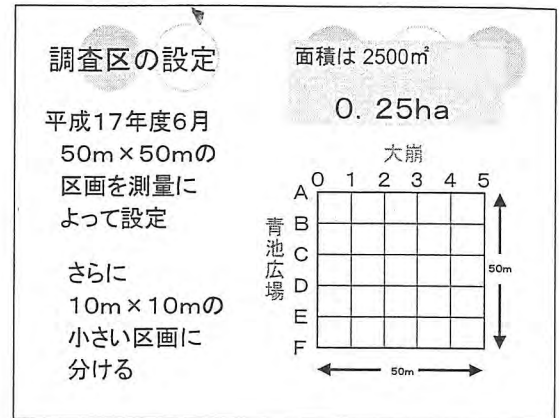 調査区の設定
平成17年度6月
50m×50mの
区画を測量に
よって設定
さらに
10m×10mの
小さい区画に
分ける
面積は 2500㎡
0. 25ha
大崩
0 1 2 3 4 5
A
B
C
D
E
F
青池広場
50m
50m